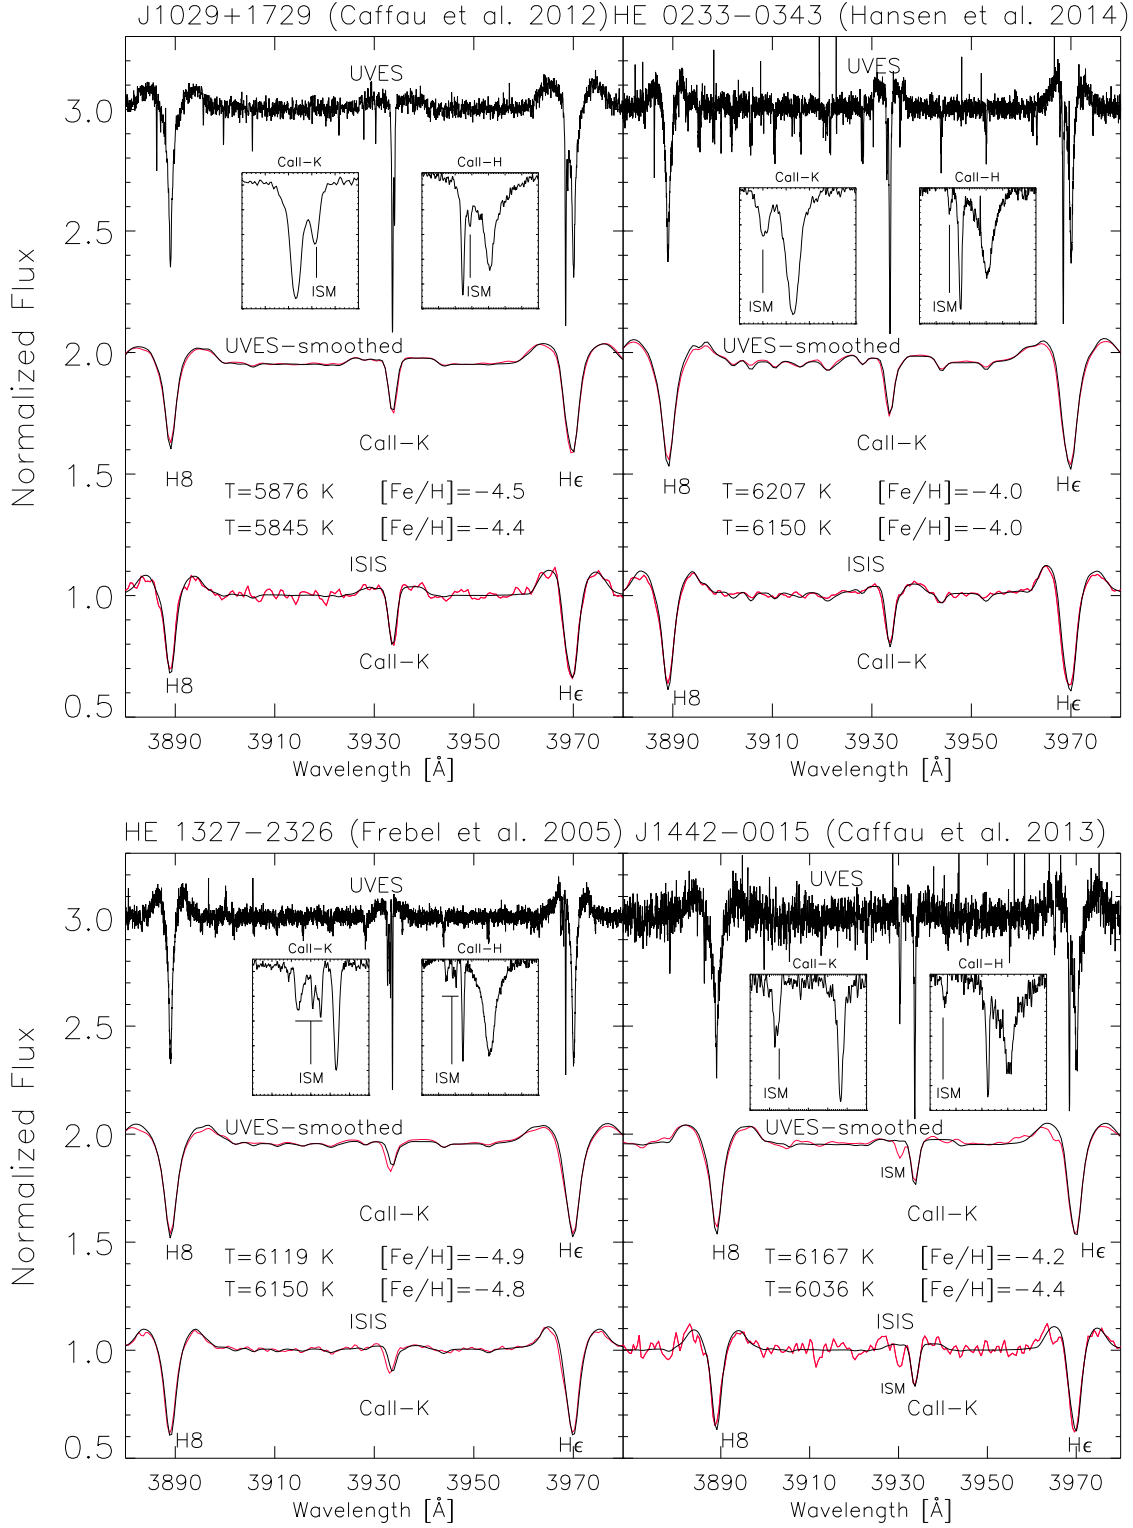 J1029+1729 (Caffau et al. 2012)
HE 0233−0343 (Hansen et al. 2014)
Normalized Flux
3.0
2.5
2.0
1.5
1.0
0.5
UVES
CaII−K
ISM
CaII−H
ISM
UVES−smoothed
CaII−K
H8
Hϵ
T=5876 K [Fe/H]=−4.5
T=5845 K [Fe/H]=−4.4
ISIS
CaII−K
H8
Hϵ
3890 3910 3930 3950 3970
Wavelength [Å]
UVES
CaII−K
ISM
CaII−H
ISM
UVES−smoothed
CaII−K
H8
Hϵ
T=6207 K [Fe/H]=−4.0
T=6150 K [Fe/H]=−4.0
ISIS
CaII−K
H8
Hϵ
3890 3910 3930 3950 3970
Wavelength [Å]
HE 1327−2326 (Frebel et al. 2005)
J1442−0015 (Caffau et al. 2013)
Normalized Flux
3.0
2.5
2.0
1.5
1.0
0.5
UVES
CaII−K
ISM
CaII−H
ISM
UVES−smoothed
CaII−K
H8
Hϵ
T=6119 K [Fe/H]=−4.9
T=6150 K [Fe/H]=−4.8
ISIS
CaII−K
H8
Hϵ
3890 3910 3930 3950 3970
Wavelength [Å]
UVES
CaII−K
ISM
CaII−H
ISM
UVES−smoothed
ISM
CaII−K
H8
Hϵ
T=6167 K [Fe/H]=−4.2
T=6036 K [Fe/H]=−4.4
ISIS
ISM
CaII−K
H8
Hϵ
3890 3910 3930 3950 3970
Wavelength [Å]